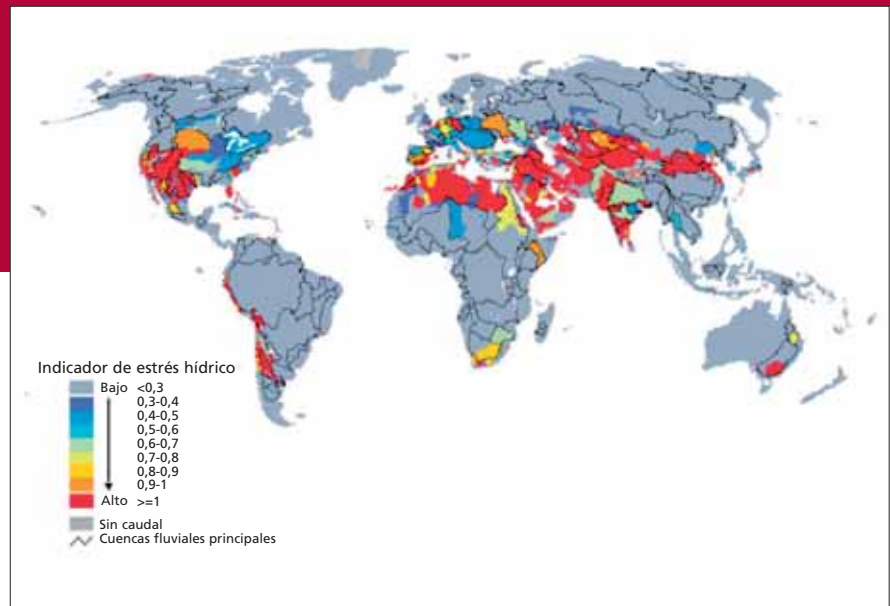 Indicador de estrés hídrico
Bajo <0,3
0,3-0,4
0,4-0,5
0,5-0,6
0,6-0,7
0,7-0,8
0,8-0,9
0,9-1
Alto >=1
Sin caudal
Cuencas fluviales principales